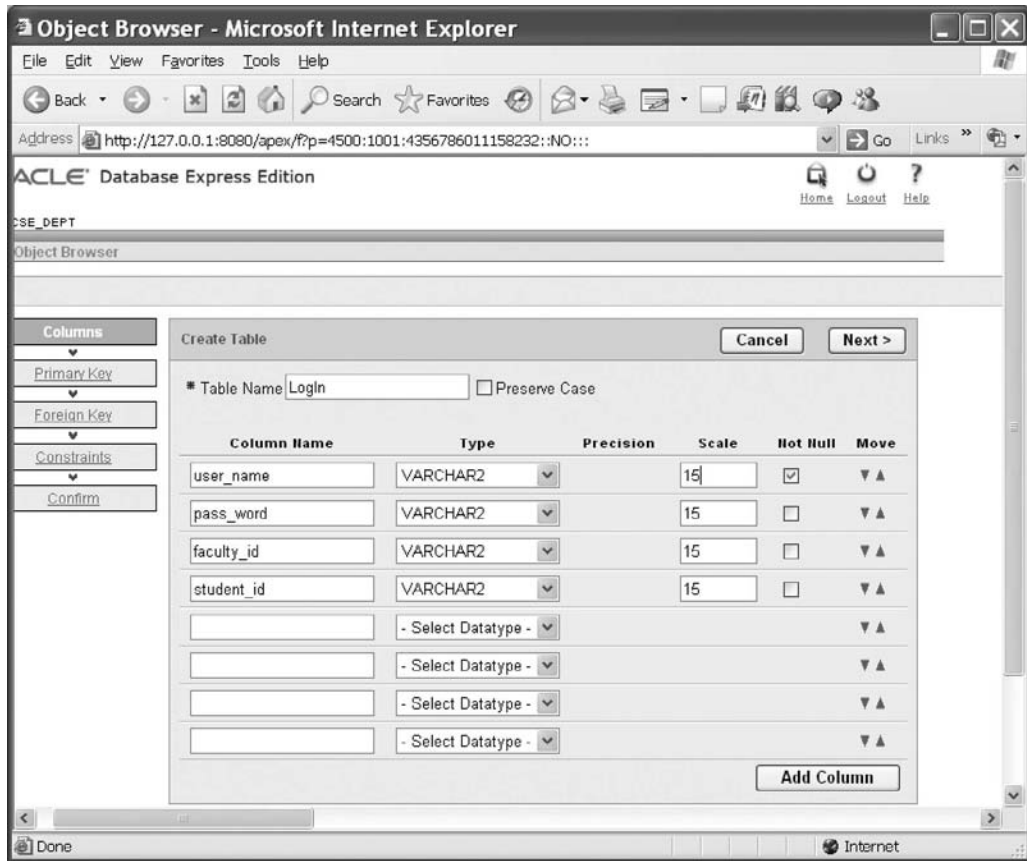 Object Browser - Microsoft Internet Explorer
File Edit View Favorites Tools Help
Back Search Favorites
Address http://127.0.0.1:8080/apex/f?p=4500:1001:4356786011158232::NO::: Go Links »
ACLE Database Express Edition
Home Logout Help
CSE_DEPT
Object Browser
Columns
Primary Key
Foreign Key
Constraints
Confirm
Create Table Cancel Next >
* Table Name LogIn Preserve Case
Column Name Type Precision Scale Not Null Move
user_name VARCHAR2 15
pass_word VARCHAR2 15
faculty_id VARCHAR2 15
student_id VARCHAR2 15
- Select Datatype -
- Select Datatype -
- Select Datatype -
- Select Datatype -
Add Column
Done Internet